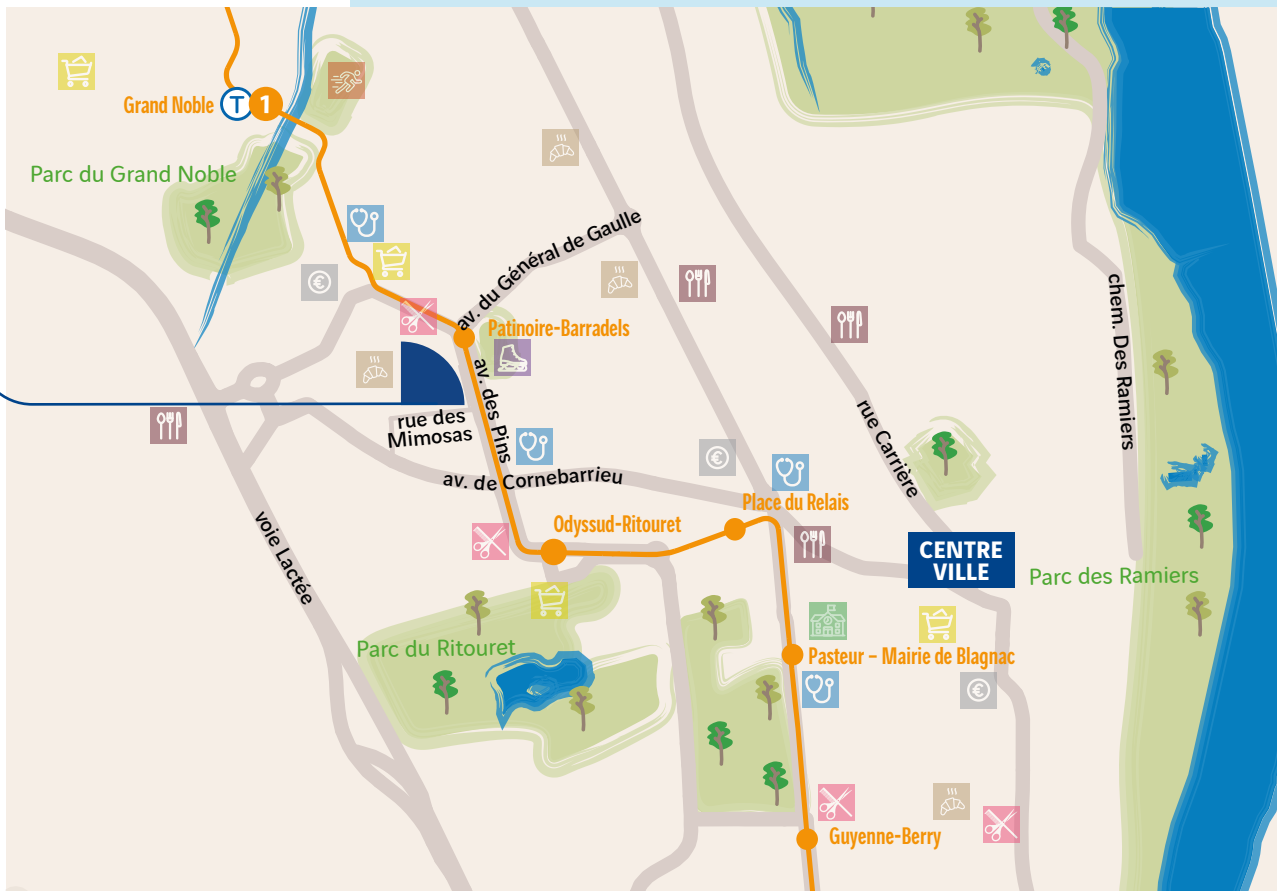 Grand Noble T 1
Parc du Grand Noble
av. du Général de Gaulle
Patinoire-Barradels
chem. Des Ramiers
av. des Pins
rue des
Mimosas
rue Carrière
av. de Cornebarrieu
Place du Relais
Odyssud-Ritouret
voie Lactée
CENTRE
VILLE
Parc des Ramiers
Parc du Ritouret
Pasteur – Mairie de Blagnac
Guyenne-Berry